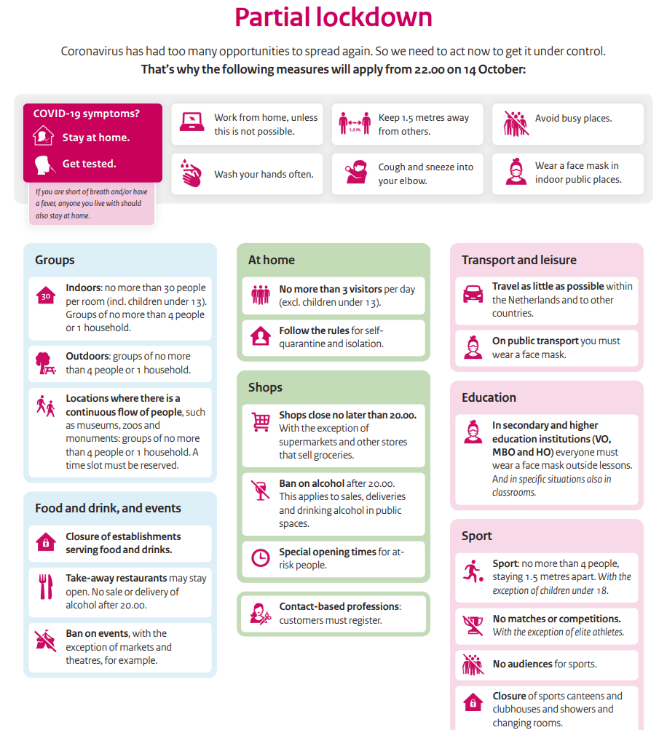 Partial lockdown
Coronavirus has had too many opportunities to spread again. So we need to act now to get it under control.
That's why the following measures will apply from 22.00 on 14 October:
COVID-19 symptoms?
Stay at home.
Get tested.
If you are short of breath and/or have
a fever, anyone you live with should
also stay at home.
Work from home, unless
this is not possible.
1,5 m
Keep 1.5 metres away
from others.
Avoid busy places.
Wash your hands often.
Cough and sneeze into
your elbow.
Wear a face mask in
indoor public places.
Groups
30
Indoors: no more than 30 people
per room (incl. children under 13).
Groups of no more than 4 people
or 1 household.
Outdoors: groups of no more
than 4 people or 1 household.
Locations where there is a
continuous flow of people, such
as museums, zoos and
monuments: groups of no more
than 4 people or 1 household. A
time slot must be reserved.
Food and drink, and events
Closure of establishments
serving food and drinks.
Take-away restaurants may stay
open. No sale or delivery of
alcohol after 20.00.
Ban on events, with the
exception of markets and
theatres, for example.
At home
No more than 3 visitors per day
(excl. children under 13).
Follow the rules for self-
quarantine and isolation.
Shops
Shops close no later than 20.00.
With the exception of
supermarkets and other stores
that sell groceries.
Ban on alcohol after 20.00.
This applies to sales, deliveries
and drinking alcohol in public
spaces.
Special opening times for at-
risk people.
Contact-based professions:
customers must register.
Transport and leisure
Travel as little as possible within
the Netherlands and to other
countries.
On public transport you must
wear a face mask.
Education
In secondary and higher
education institutions (VO,
MBO and HO) everyone must
wear a face mask outside lessons.
And in specific situations also in
classrooms.
Sport
Sport: no more than 4 people,
staying 1.5 metres apart. With the
exception of children under 18.
No matches or competitions.
With the exception of elite athletes.
No audiences for sports.
Closure of sports canteens and
clubhouses and showers and
changing rooms.